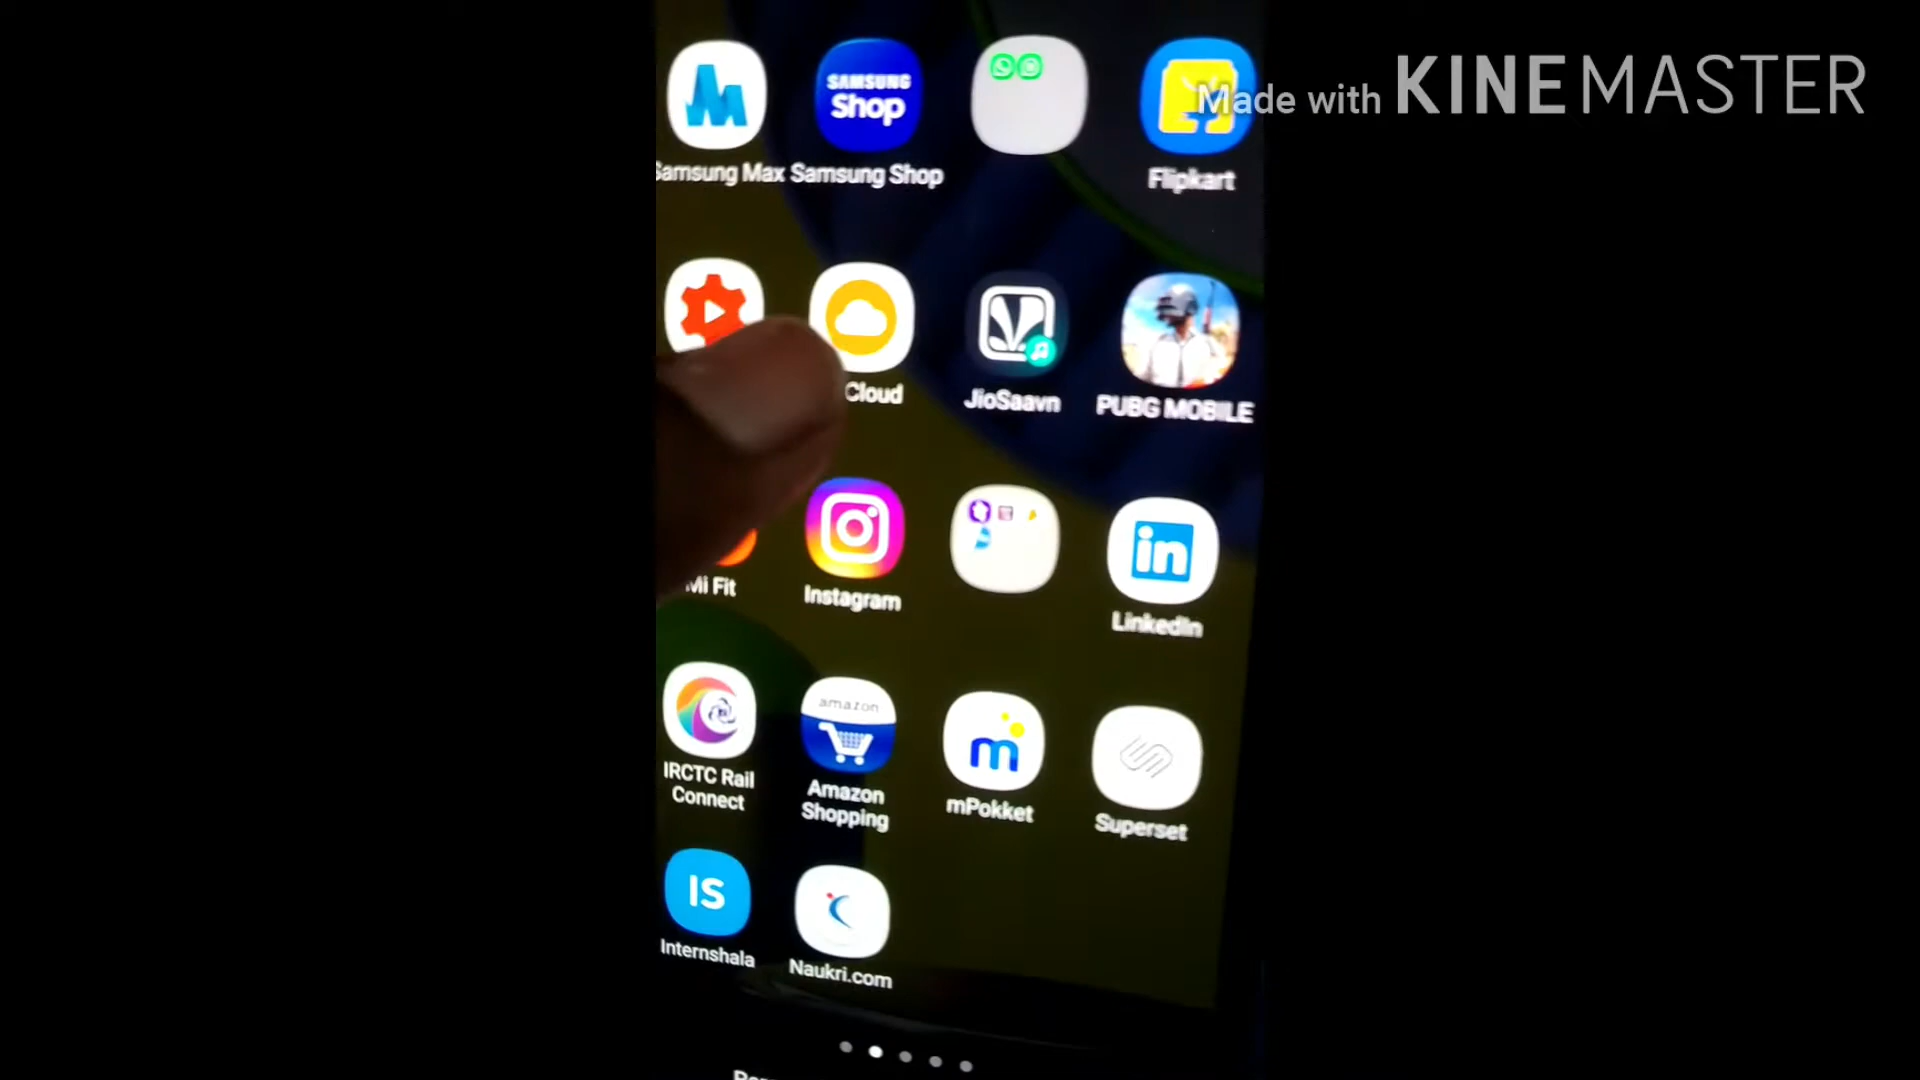 Made with KINEMASTER
SAMSUNG
Shop
Samsung Max
Samsung Shop
Flipkart
Cloud
JioSaavn
PUBG MOBILE
Mi Fit
Instagram
in
LinkedIn
IRCTC Rail
Connect
amazon
Amazon
Shopping
m
mPokket
Superset
IS
Internshala
Naukri.com